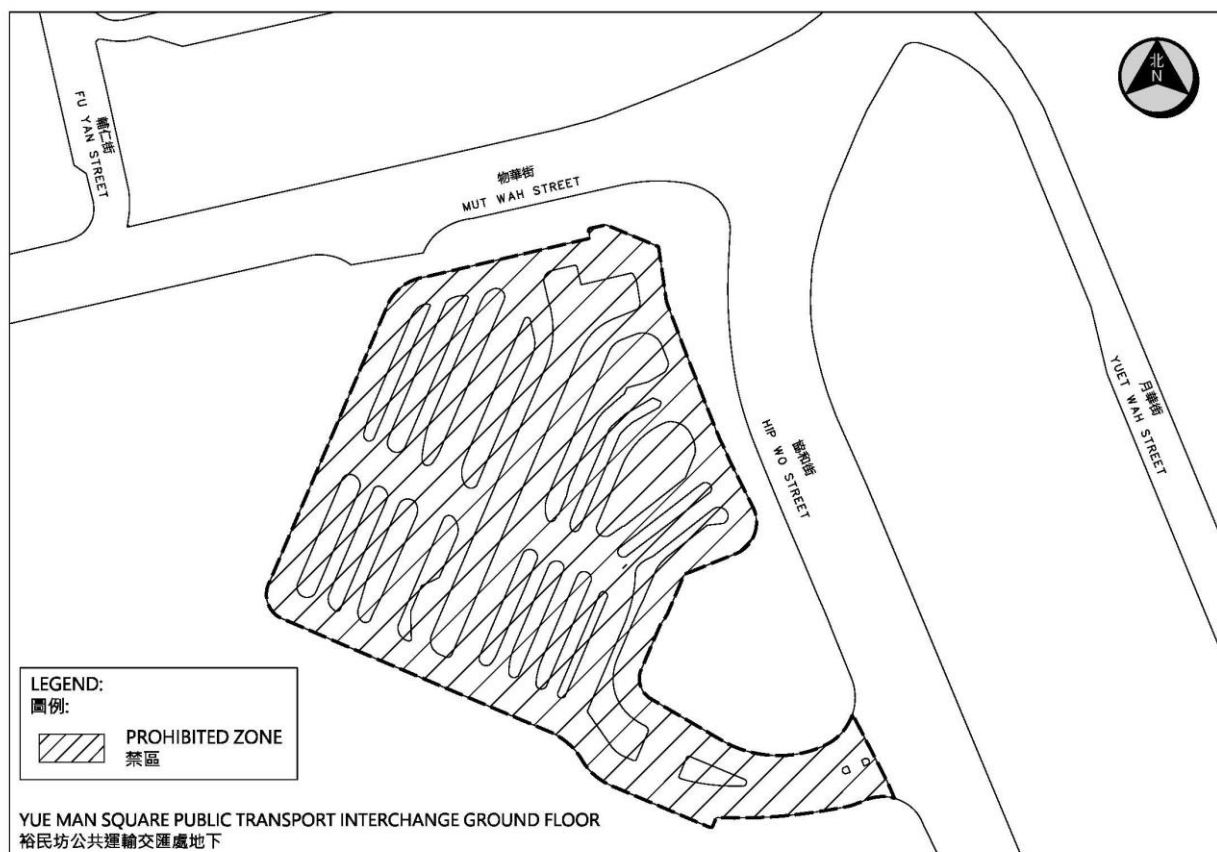 北
N
輔仁街
FU YAN STREET
物華街
MUT WAH STREET
協和街
HIP WO STREET
月華街
YUET WAH STREET
LEGEND:
圖例:
PROHIBITED ZONE
禁區
YUE MAN SQUARE PUBLIC TRANSPORT INTERCHANGE GROUND FLOOR
裕民坊公共運輸交匯處地下